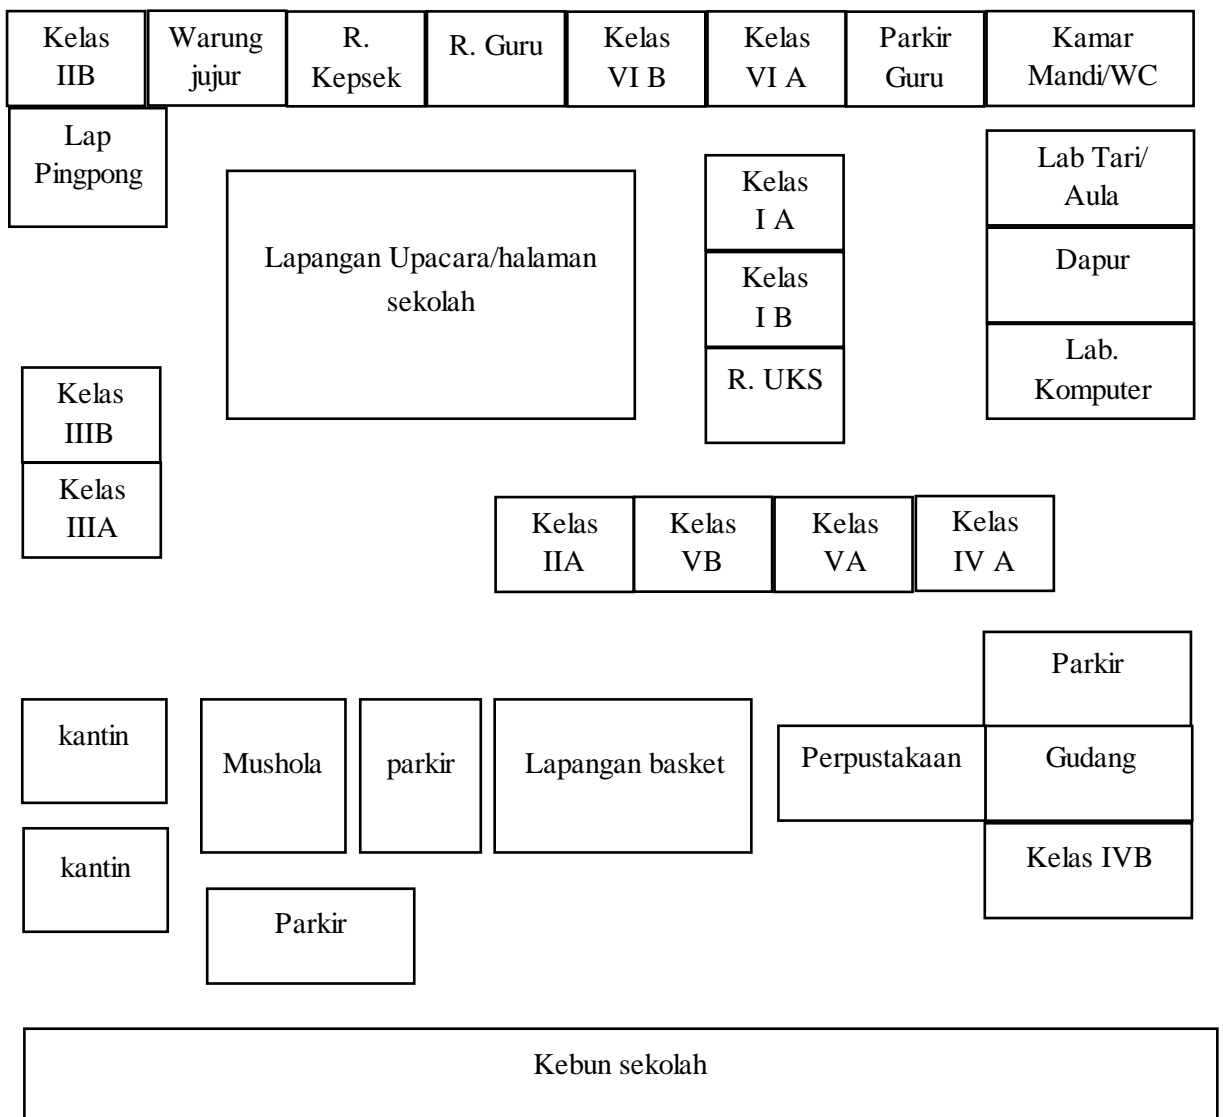 Kelas
IIB
Warung
jujur
R.
Kepsek
R. Guru
Kelas
VI B
Kelas
VI A
Parkir
Guru
Kamar
Mandi/WC
Lap
Pingpong
Lapangan Upacara/halaman
sekolah
Kelas
I A
Kelas
I B
R. UKS
Lab Tari/
Aula
Dapur
Lab.
Komputer
Kelas
IIIB
Kelas
IIIA
Kelas
IIA
Kelas
VB
Kelas
VA
Kelas
IV A
Parkir
kantin
Mushola
parkir
Lapangan basket
Perpustakaan
Gudang
kantin
Kelas IVB
Parkir
Kebun sekolah